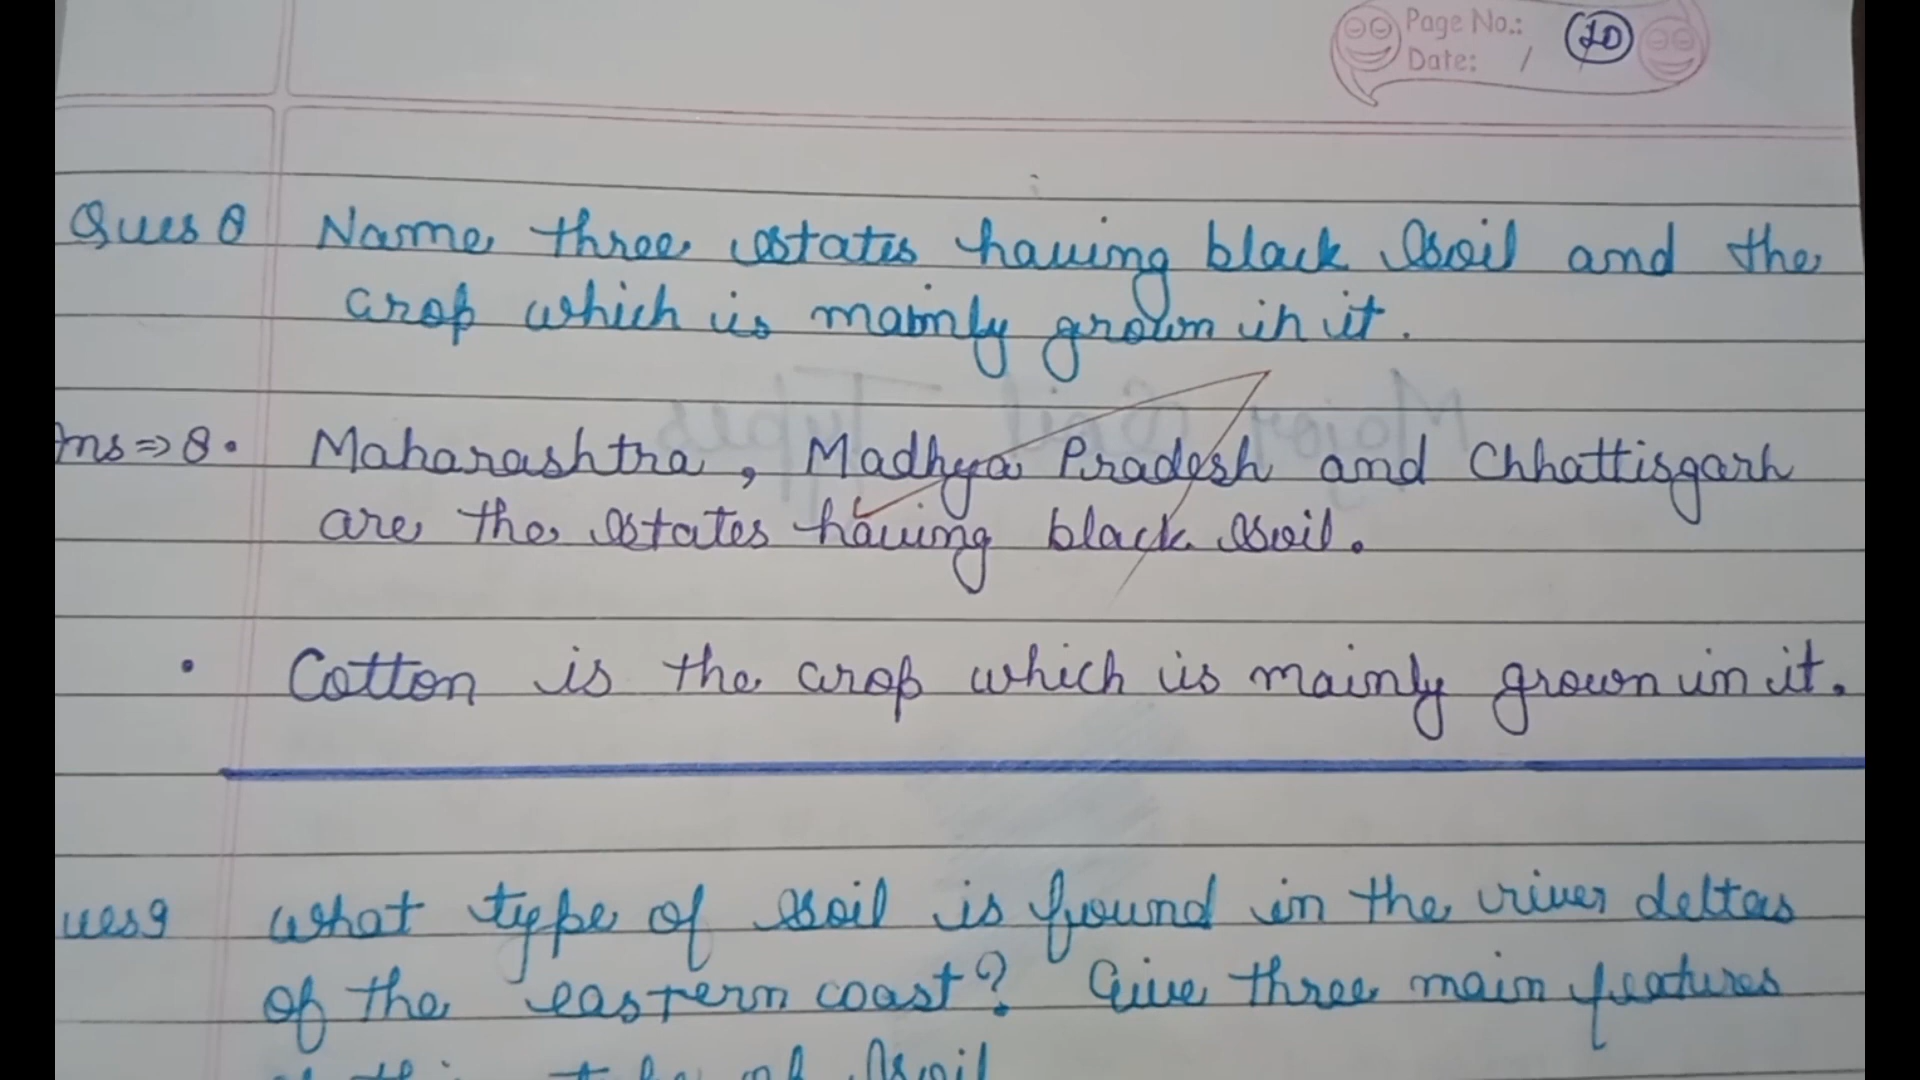 Page No.: 10
Date: /
Ques 8 Name three states having black soil and the
crop which is mainly grown in it.
Ans⇒8. Maharashtra, Madhya Pradesh and Chhattisgarh
are the states having black soil.
• Cotton is the crop which is mainly grown in it.
ues 9 What type of soil is found in the river deltas
of the eastern coast? Give three main features
soil